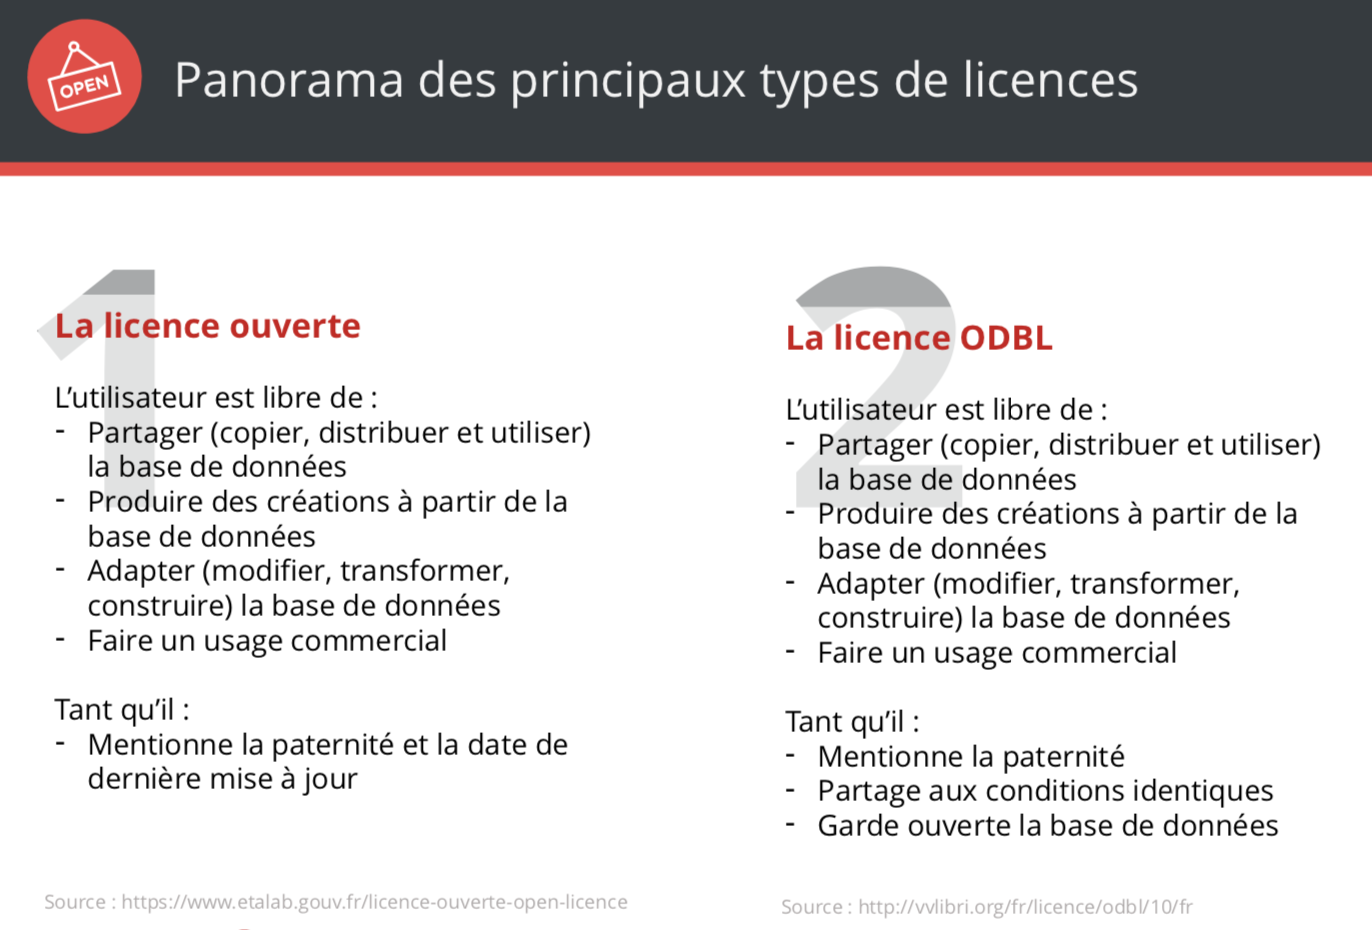 OPEN
Panorama des principaux types de licences
1
La licence ouverte
L’utilisateur est libre de :
- Partager (copier, distribuer et utiliser)
la base de données
- Produire des créations à partir de la
base de données
- Adapter (modifier, transformer,
construire) la base de données
- Faire un usage commercial
Tant qu’il :
- Mentionne la paternité et la date de
dernière mise à jour
Source : https://www.etalab.gouv.fr/licence-ouverte-open-licence
2
La licence ODBL
L’utilisateur est libre de :
- Partager (copier, distribuer et utiliser)
la base de données
- Produire des créations à partir de la
base de données
- Adapter (modifier, transformer,
construire) la base de données
- Faire un usage commercial
Tant qu’il :
- Mentionne la paternité
- Partage aux conditions identiques
- Garde ouverte la base de données
Source : http://vvlibri.org/fr/licence/odbl/10/fr